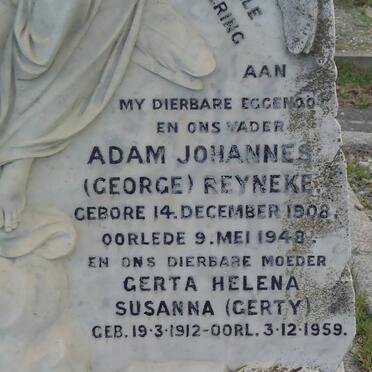 AAN
MY DIERBARE EGGENOO
EN ONS VADER
ADAM JOHANNES
(GEORGE) REYNEKE.
GEBORE 14. DECEMBER 1908.
OORLEDE 9. MEI 1948.
EN ONS DIERBARE MOEDER
GERTA HELENA
SUSANNA (GERTY)
GEB. 19·3·1912-OORL. 3·12·1959.